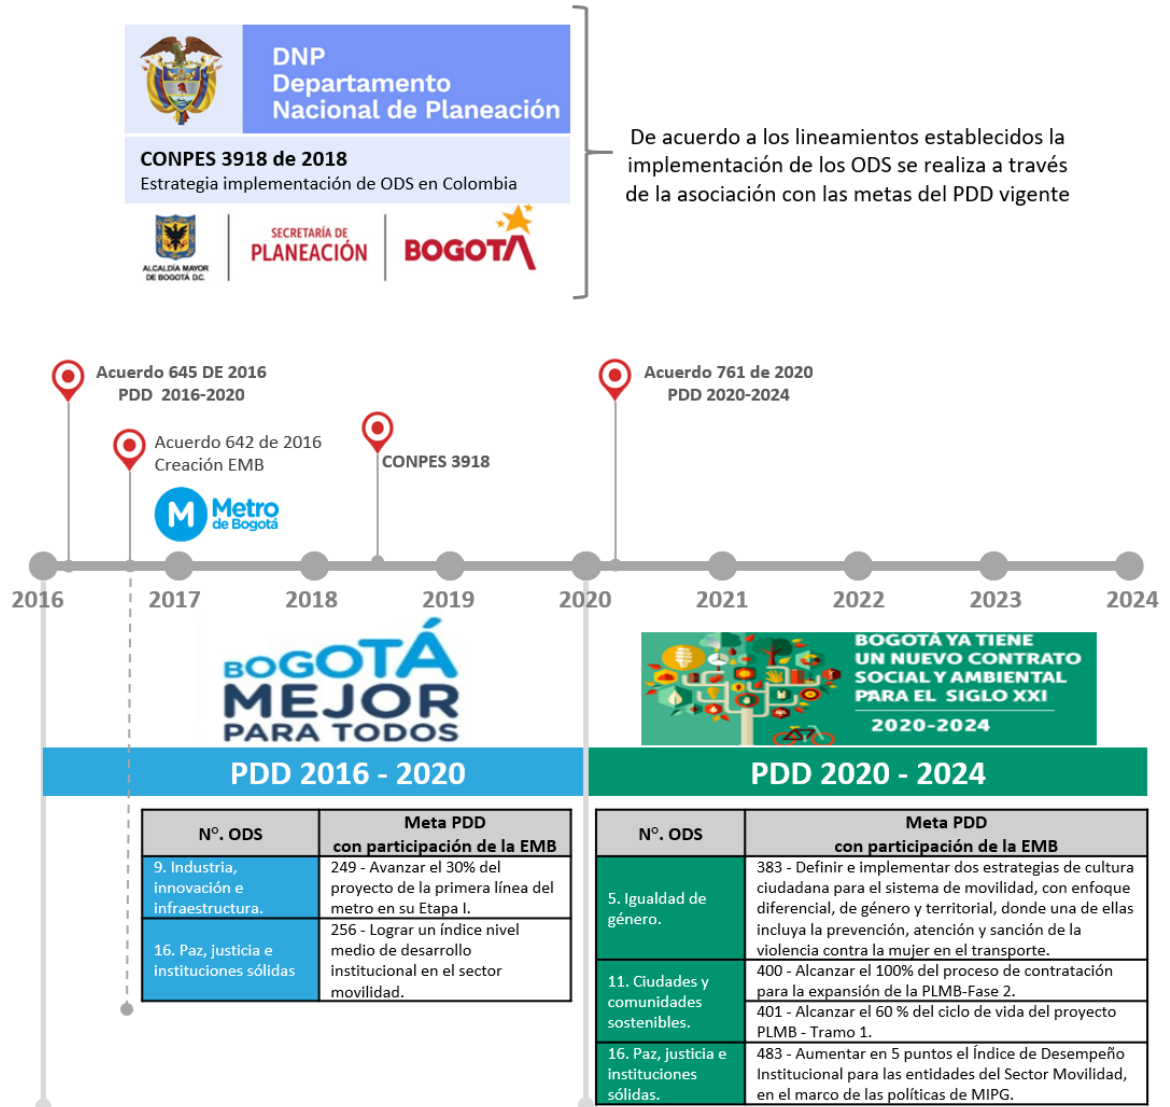 DNP
Departamento
Nacional de Planeación
CONPES 3918 de 2018
Estrategia implementación de ODS en Colombia
ALCALDÍA MAYOR
DE BOGOTÁ D.C.
SECRETARÍA DE
PLANEACIÓN
BOGOTÁ
De acuerdo a los lineamientos establecidos la
implementación de los ODS se realiza a través
de la asociación con las metas del PDD vigente
Acuerdo 645 DE 2016
PDD 2016-2020
Acuerdo 642 de 2016
Creación EMB
M Metro
de Bogotá
CONPES 3918
Acuerdo 761 de 2020
PDD 2020-2024
2016 2017 2018 2019 2020 2021 2022 2023 2024
BOGOTÁ
MEJOR
PARA TODOS
BOGOTÁ YA TIENE
UN NUEVO CONTRATO
SOCIAL Y AMBIENTAL
PARA EL SIGLO XXI
2020-2024
PDD 2016 - 2020
N°. ODS
Meta PDD
con participación de la EMB
9. Industria,
innovación e
infraestructura.
249 - Avanzar el 30% del
proyecto de la primera línea del
metro en su Etapa I.
16. Paz, justicia e
instituciones sólidas
256 - Lograr un índice nivel
medio de desarrollo
institucional en el sector
movilidad.
PDD 2020 - 2024
N°. ODS
Meta PDD
con participación de la EMB
5. Igualdad de
género.
383 - Definir e implementar dos estrategias de cultura
ciudadana para el sistema de movilidad, con enfoque
diferencial, de género y territorial, donde una de ellas
incluya la prevención, atención y sanción de la
violencia contra la mujer en el transporte.
11. Ciudades y
comunidades
sostenibles.
400 - Alcanzar el 100% del proceso de contratación
para la expansión de la PLMB-Fase 2.
401 - Alcanzar el 60 % del ciclo de vida del proyecto
PLMB - Tramo 1.
16. Paz, justicia e
instituciones
sólidas.
483 - Aumentar en 5 puntos el Índice de Desempeño
Institucional para las entidades del Sector Movilidad,
en el marco de las políticas de MIPG.